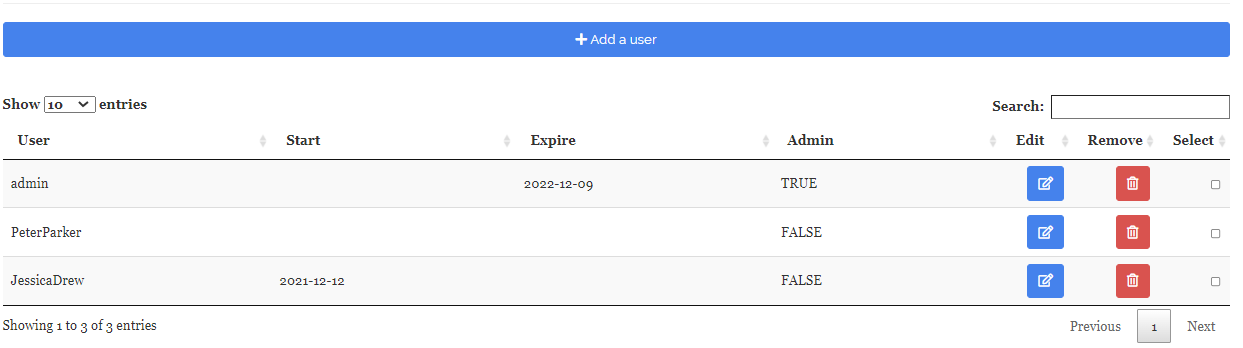 Add a user
Show 10 entries
Search:
User Start Expire Admin Edit Remove Select
admin 2022-12-09 TRUE
PeterParker FALSE
JessicaDrew 2021-12-12 FALSE
Showing 1 to 3 of 3 entries
Previous 1 Next